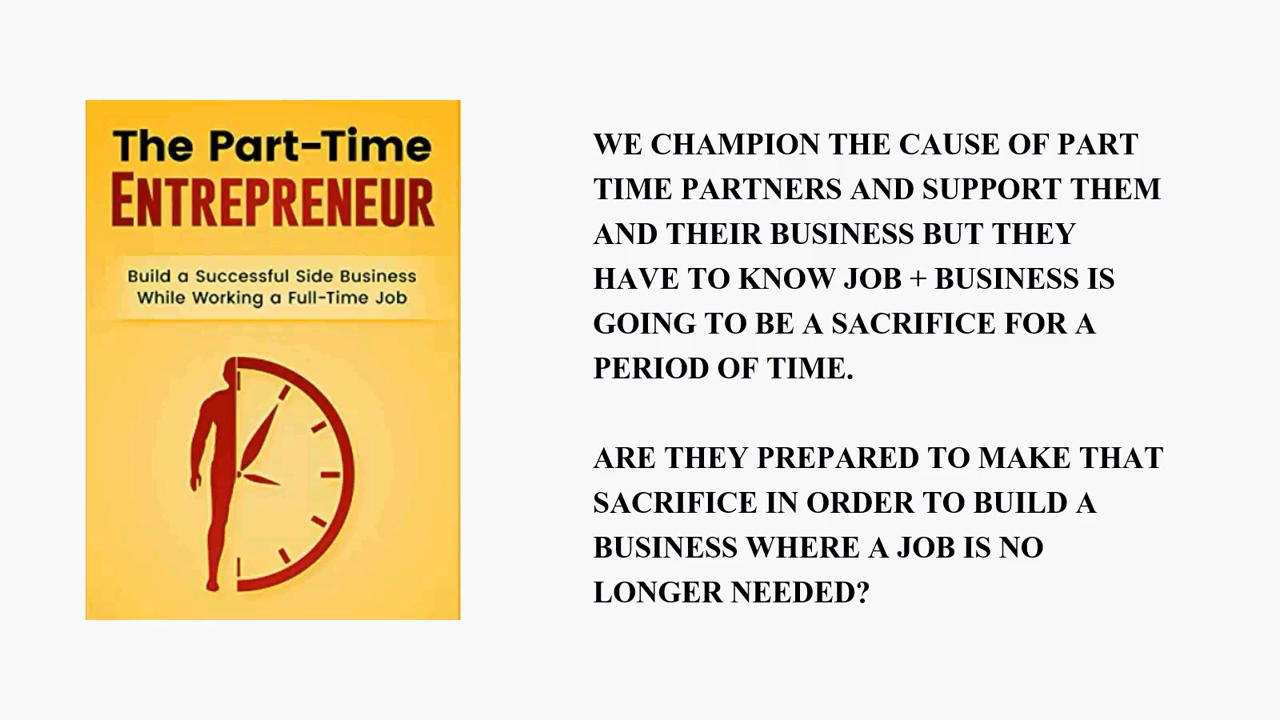 The Part-Time
ENTREPRENEUR
Build a Successful Side Business
While Working a Full-Time Job
WE CHAMPION THE CAUSE OF PART
TIME PARTNERS AND SUPPORT THEM
AND THEIR BUSINESS BUT THEY
HAVE TO KNOW JOB + BUSINESS IS
GOING TO BE A SACRIFICE FOR A
PERIOD OF TIME.
ARE THEY PREPARED TO MAKE THAT
SACRIFICE IN ORDER TO BUILD A
BUSINESS WHERE A JOB IS NO
LONGER NEEDED?